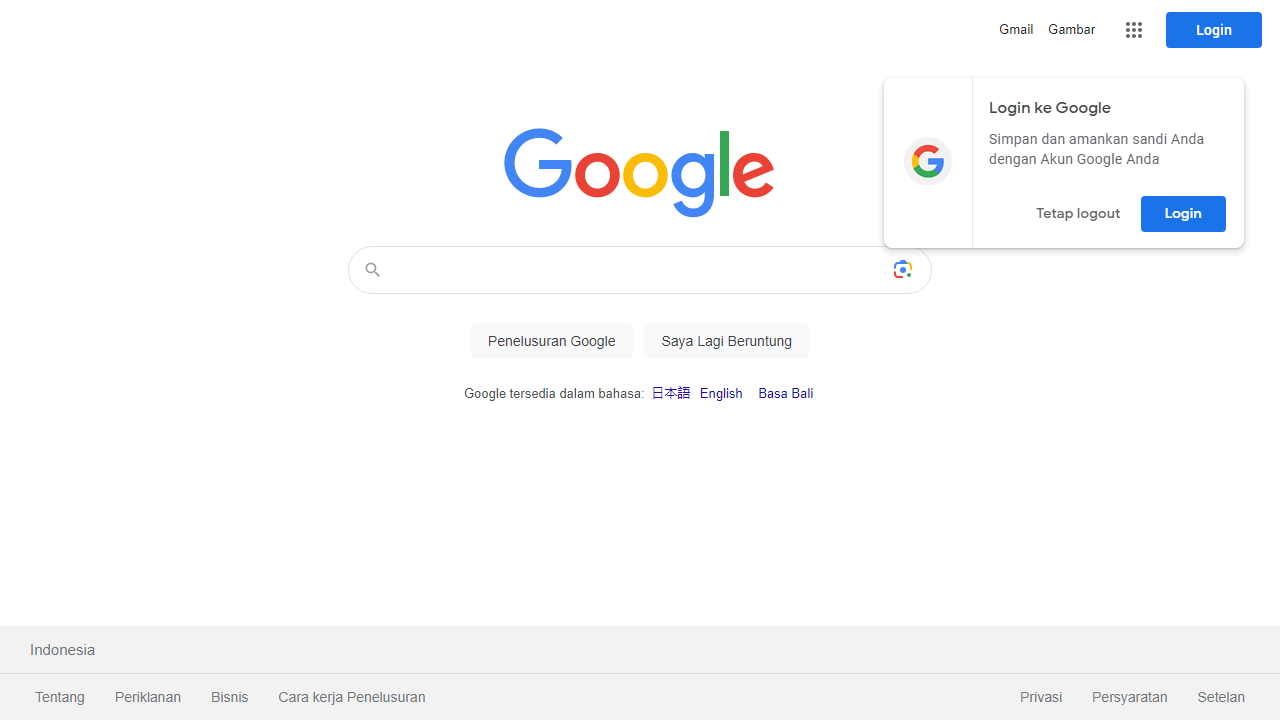 Gmail Gambar Login
Login ke Google
Simpan dan amankan sandi Anda
dengan Akun Google Anda
Tetap logout Login
Google
Penelusuran Google Saya Lagi Beruntung
Google tersedia dalam bahasa: 日本語 English Basa Bali
Indonesia
Tentang Periklanan Bisnis Cara kerja Penelusuran Privasi Persyaratan Setelan